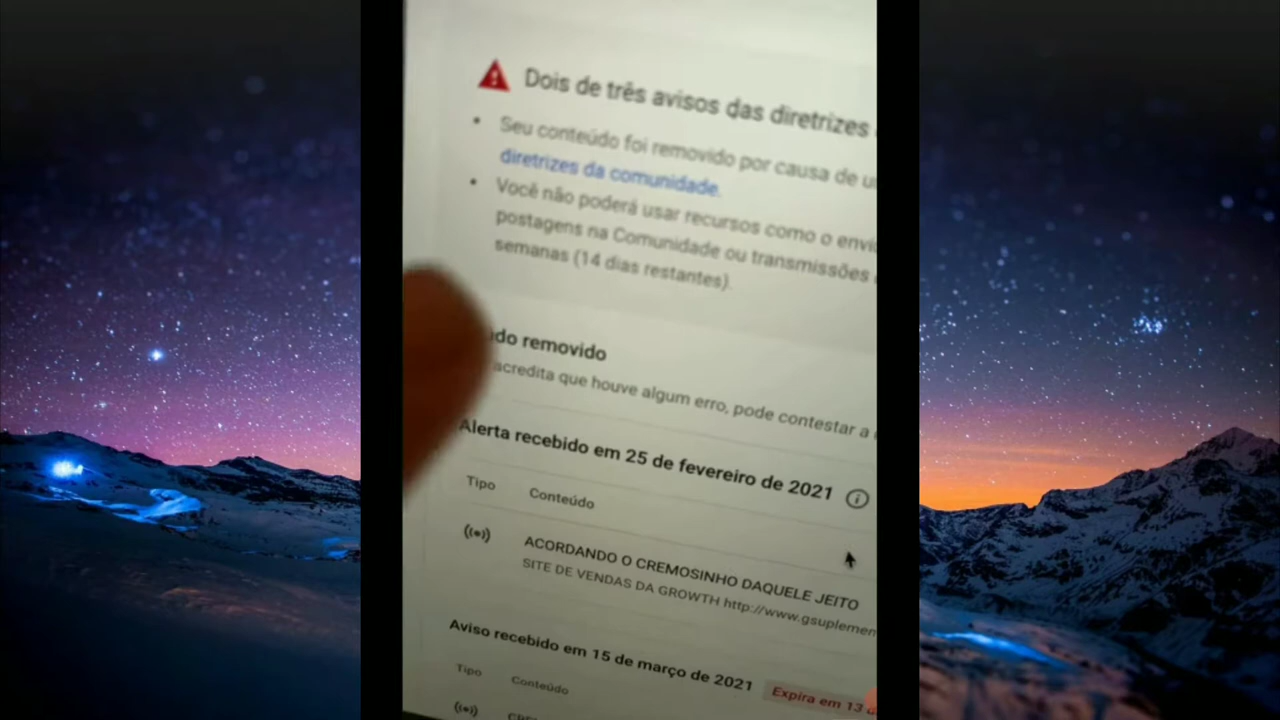 Dois de três avisos das diretrizes
Seu conteúdo foi removido por causa de
diretrizes da comunidade.
Você não poderá usar recursos como o
postagens na Comunidade ou transmissões
semanas (14 dias restantes).
removido
acredita que houve algum erro, pode contestar a
Alerta recebido em 25 de fevereiro de 2021
Tipo Conteúdo
ACORDANDO O CREMOSINHO DAQUELE JEITO
SITE DE VENDAS DA GROWTH http://www.gsuplemen
Aviso recebido em 15 de março de 2021 Expira em 13
Tipo Conteúdo